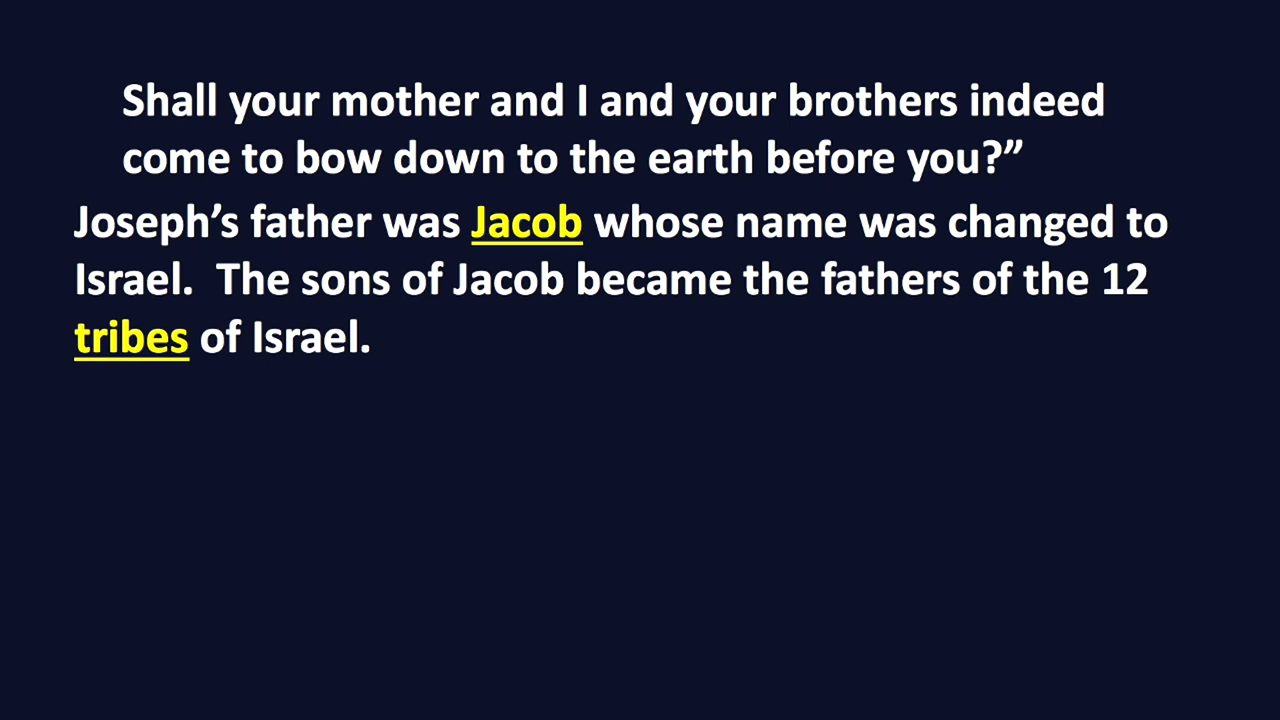 Shall your mother and I and your brothers indeed
come to bow down to the earth before you?”
Joseph’s father was Jacob whose name was changed to
Israel.  The sons of Jacob became the fathers of the 12
tribes of Israel.